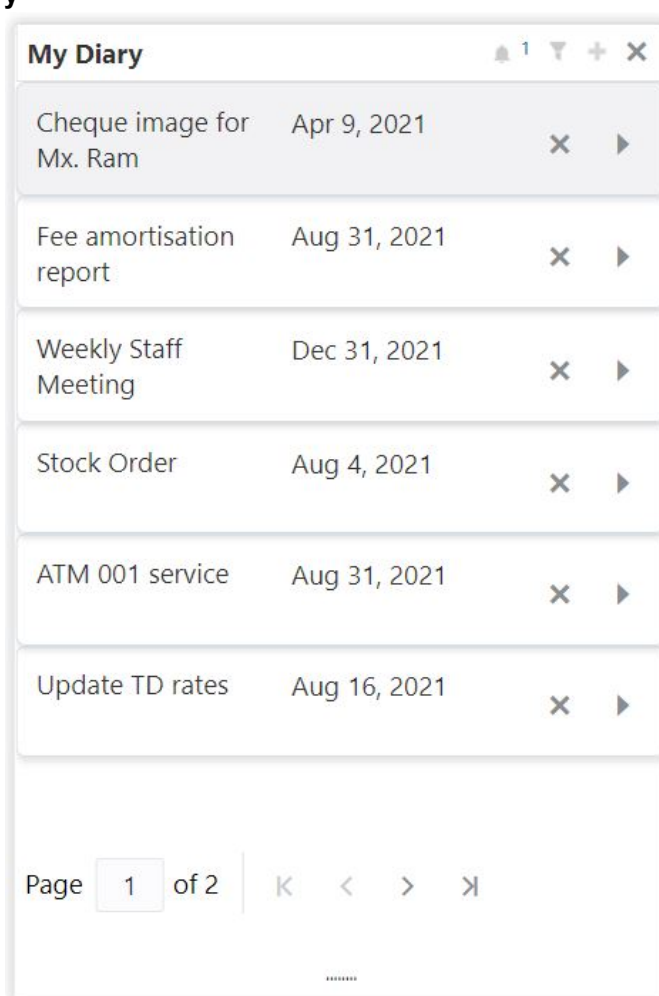 My Diary 1
Cheque image for Apr 9, 2021
Mx. Ram
Fee amortisation Aug 31, 2021
report
Weekly Staff Dec 31, 2021
Meeting
Stock Order Aug 4, 2021
ATM 001 service Aug 31, 2021
Update TD rates Aug 16, 2021
Page 1 of 2